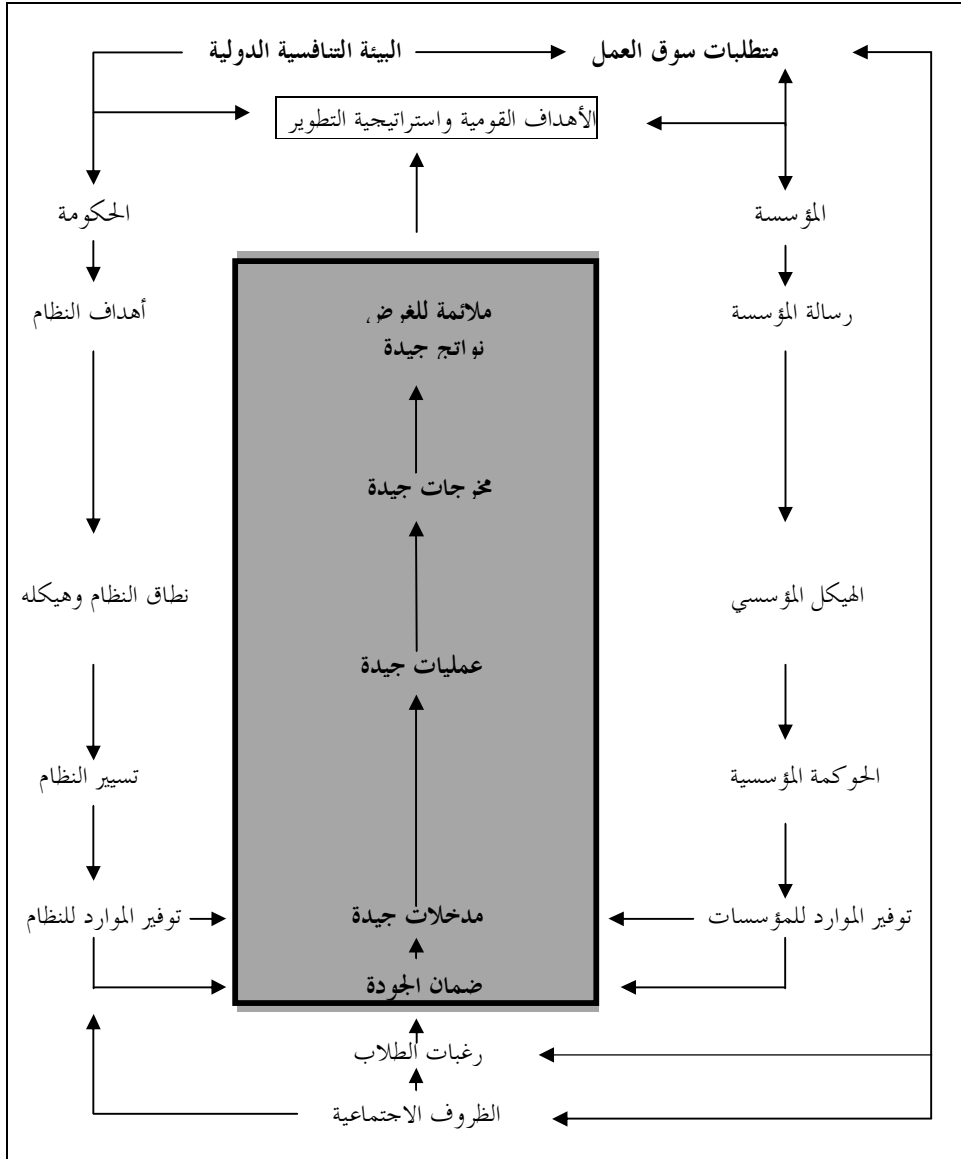 متطلبات سوق العمل
البيئة التنافسية الدولية
الأهداف القومية واستراتيجية التطوير
المؤسسة
الحكومة
رسالة المؤسسة
ملائمة للغرض
أهداف النظام
نواتج جيدة
مخرجات جيدة
الهيكل المؤسسي
نطاق النظام وهيكله
عمليات جيدة
الحوكمة المؤسسية
تسيير النظام
توفير الموارد للمؤسسات
مدخلات جيدة
توفير الموارد للنظام
ضمان الجودة
رغبات الطلاب
الظروف الاجتماعية